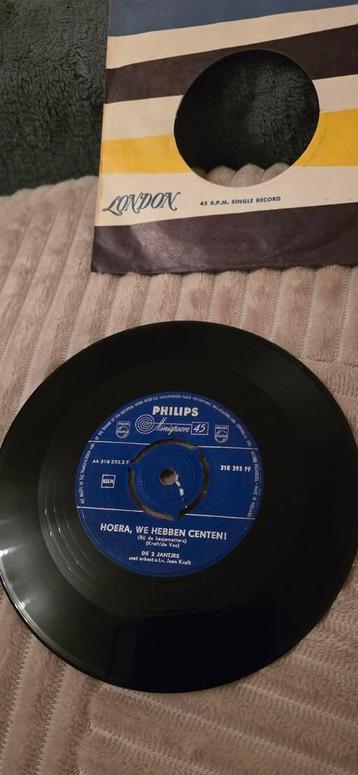 LONDON
45 R.P.M. SINGLE RECORD
PHILIPS
Minigroove 45
AA 318 293.2 F
318 293 PF
HOERA, WE HEBBEN CENTEN!
(Bij de keujematters)
(Kraft/de Vos)
DE 2 JANTJES
met orkest o.l.v. Jean Kraft